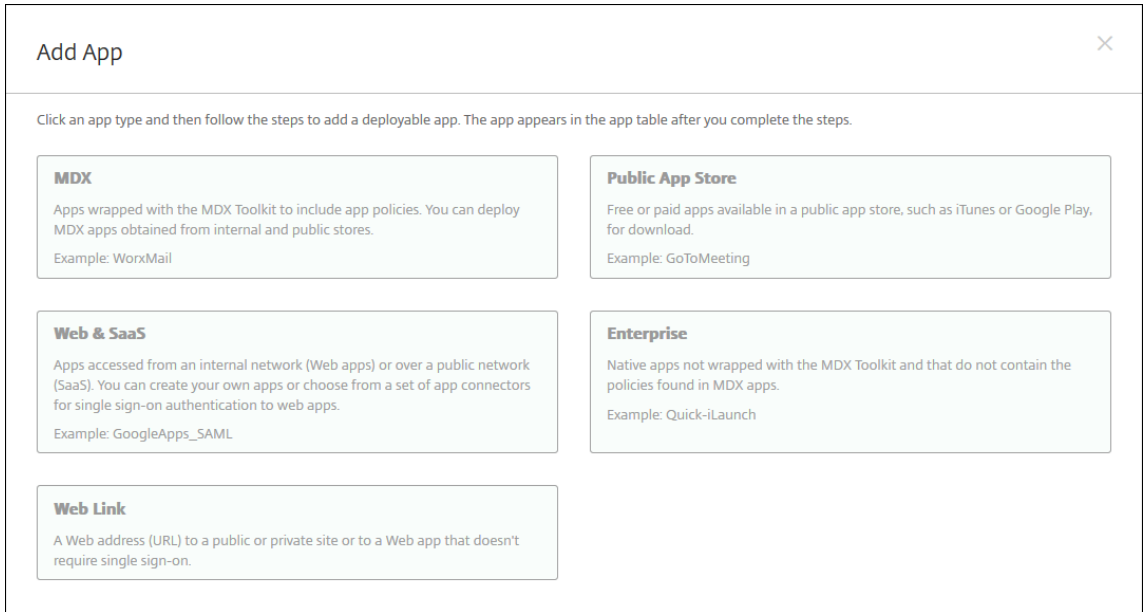 Add App
Click an app type and then follow the steps to add a deployable app. The app appears in the app table after you complete the steps.
MDX
Apps wrapped with the MDX Toolkit to include app policies. You can deploy
MDX apps obtained from internal and public stores.
Example: WorxMail
Public App Store
Free or paid apps available in a public app store, such as iTunes or Google Play,
for download.
Example: GoToMeeting
Web & SaaS
Apps accessed from an internal network (Web apps) or over a public network
(SaaS). You can create your own apps or choose from a set of app connectors
for single sign-on authentication to web apps.
Example: GoogleApps_SAML
Enterprise
Native apps not wrapped with the MDX Toolkit and that do not contain the
policies found in MDX apps.
Example: Quick-iLaunch
Web Link
A Web address (URL) to a public or private site or to a Web app that doesn't
require single sign-on.